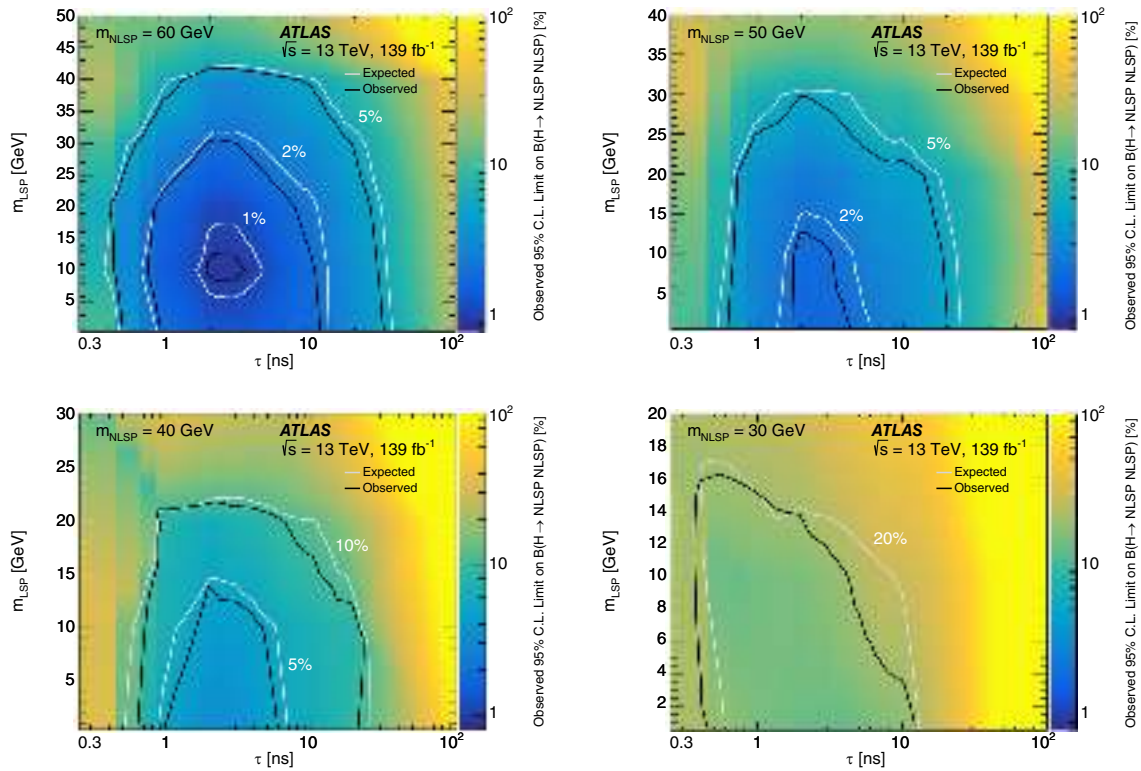 m_NLSP = 60 GeV
ATLAS
√s = 13 TeV, 139 fb⁻¹
Expected
Observed
5%
2%
1%
50
45
40
35
30
25
20
15
10
5
m_LSP [GeV]
0.3
1
10
10²
τ [ns]
10²
10
1
Observed 95% C.L. Limit on B(H→ NLSP NLSP) [%]
m_NLSP = 50 GeV
ATLAS
√s = 13 TeV, 139 fb⁻¹
Expected
Observed
5%
2%
40
35
30
25
20
15
10
5
m_LSP [GeV]
0.3
1
10
10²
τ [ns]
10²
10
1
Observed 95% C.L. Limit on B(H→ NLSP NLSP) [%]
m_NLSP = 40 GeV
ATLAS
√s = 13 TeV, 139 fb⁻¹
Expected
Observed
10%
5%
30
25
20
15
10
5
m_LSP [GeV]
0.3
1
10
10²
τ [ns]
10²
10
1
Observed 95% C.L. Limit on B(H→ NLSP NLSP) [%]
m_NLSP = 30 GeV
ATLAS
√s = 13 TeV, 139 fb⁻¹
Expected
Observed
20%
20
18
16
14
12
10
8
6
4
2
m_LSP [GeV]
0.3
1
10
10²
τ [ns]
10²
10
1
Observed 95% C.L. Limit on B(H→ NLSP NLSP) [%]